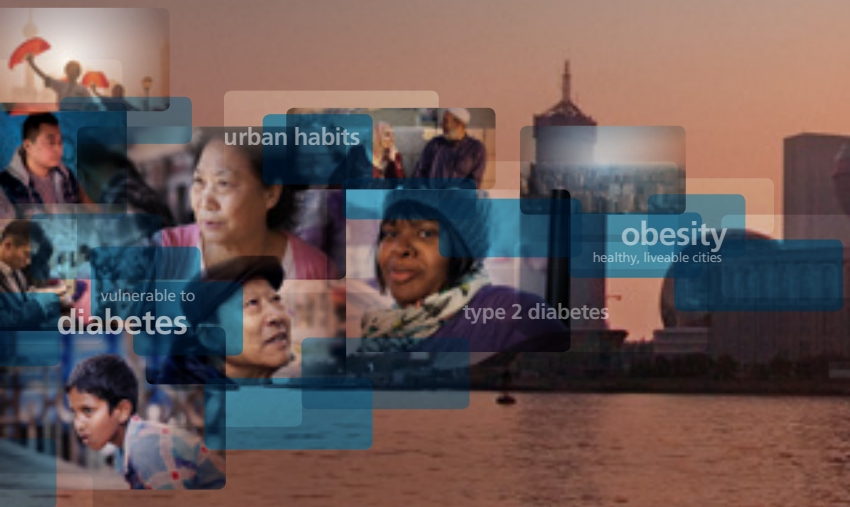 urban habits
obesity
healthy, liveable cities
vulnerable to
diabetes
type 2 diabetes